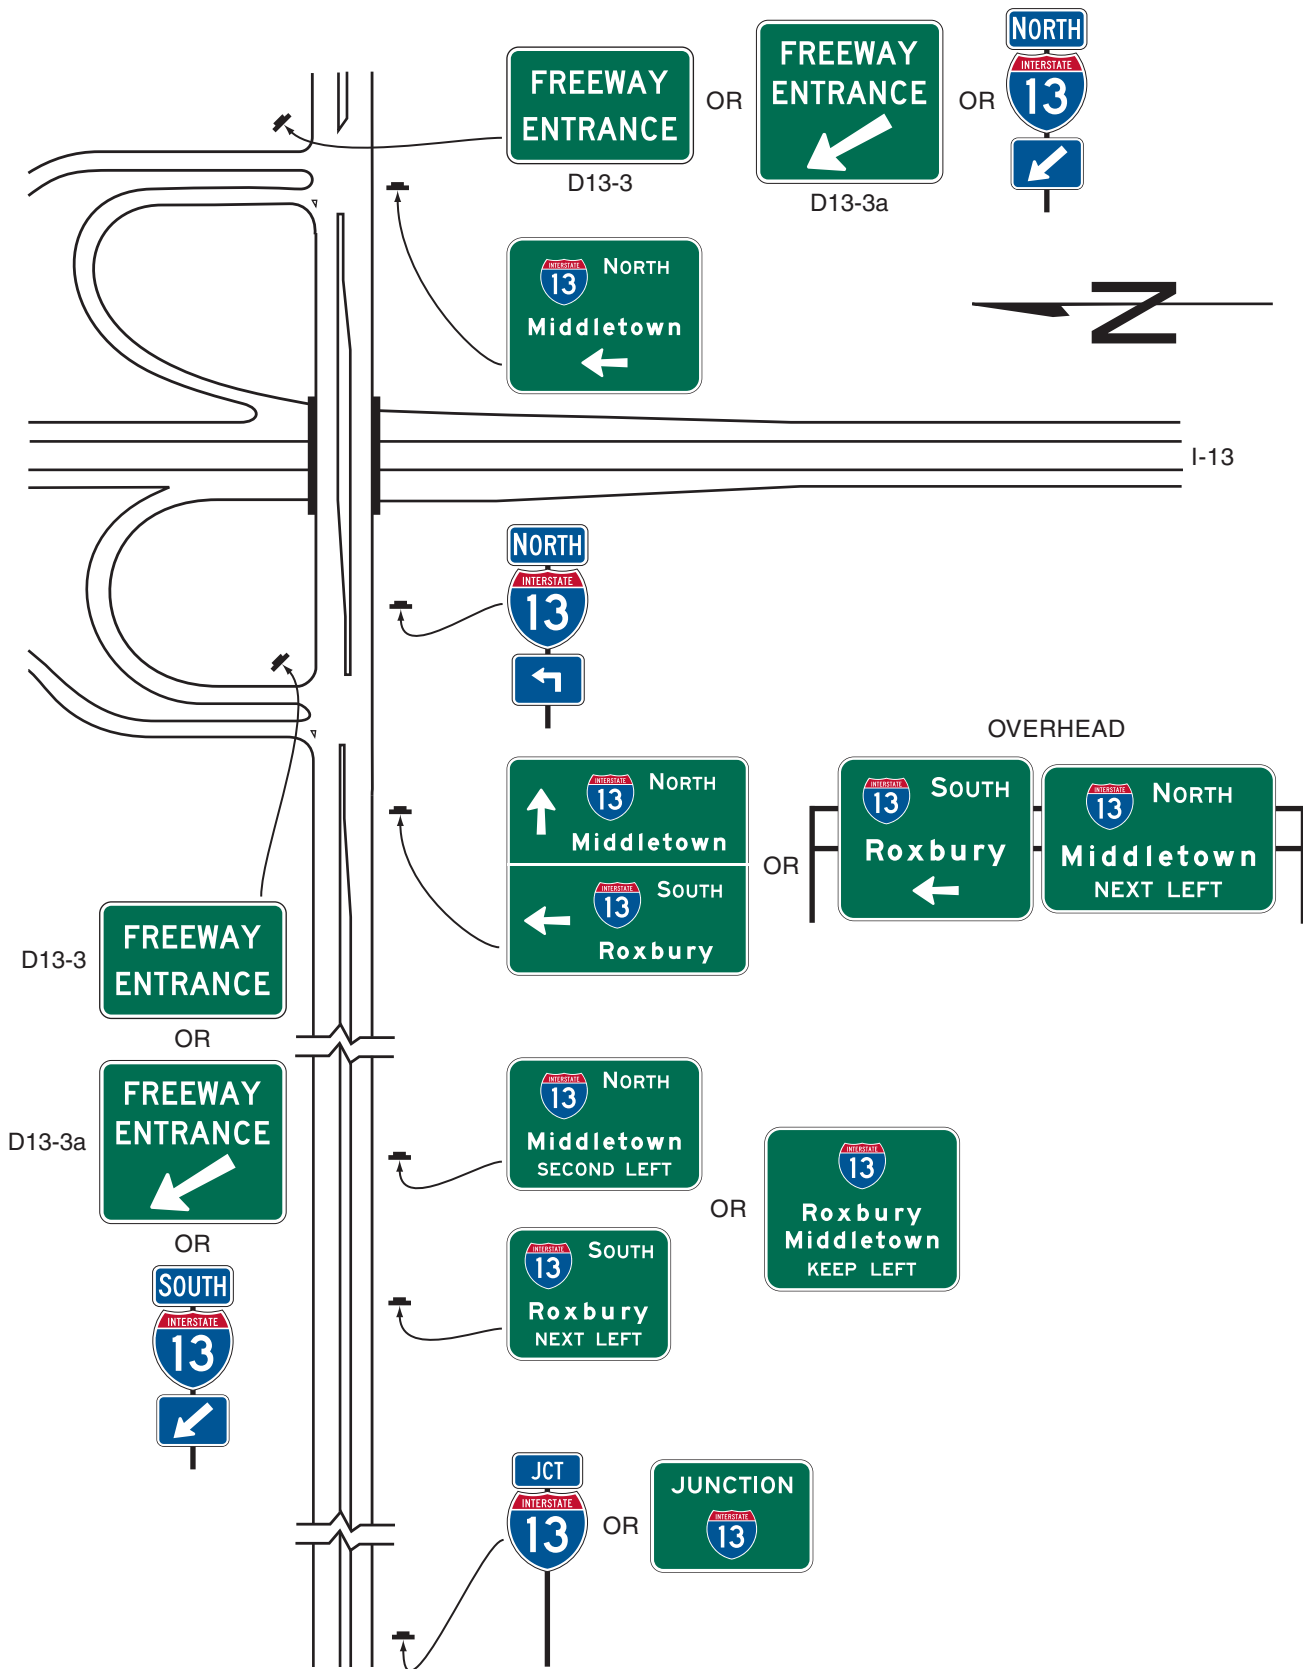 FREEWAY
ENTRANCE
D13-3
OR
FREEWAY
ENTRANCE
D13-3a
OR
NORTH
INTERSTATE
13
INTERSTATE
13
NORTH
Middletown
N
I-13
NORTH
INTERSTATE
13
INTERSTATE
13
NORTH
Middletown
INTERSTATE
13
SOUTH
Roxbury
OR
OVERHEAD
INTERSTATE
13
SOUTH
Roxbury
INTERSTATE
13
NORTH
Middletown
NEXT LEFT
D13-3
FREEWAY
ENTRANCE
OR
D13-3a
FREEWAY
ENTRANCE
OR
SOUTH
INTERSTATE
13
INTERSTATE
13
NORTH
Middletown
SECOND LEFT
INTERSTATE
13
SOUTH
Roxbury
NEXT LEFT
OR
INTERSTATE
13
Roxbury
Middletown
KEEP LEFT
JCT
INTERSTATE
13
OR
JUNCTION
INTERSTATE
13